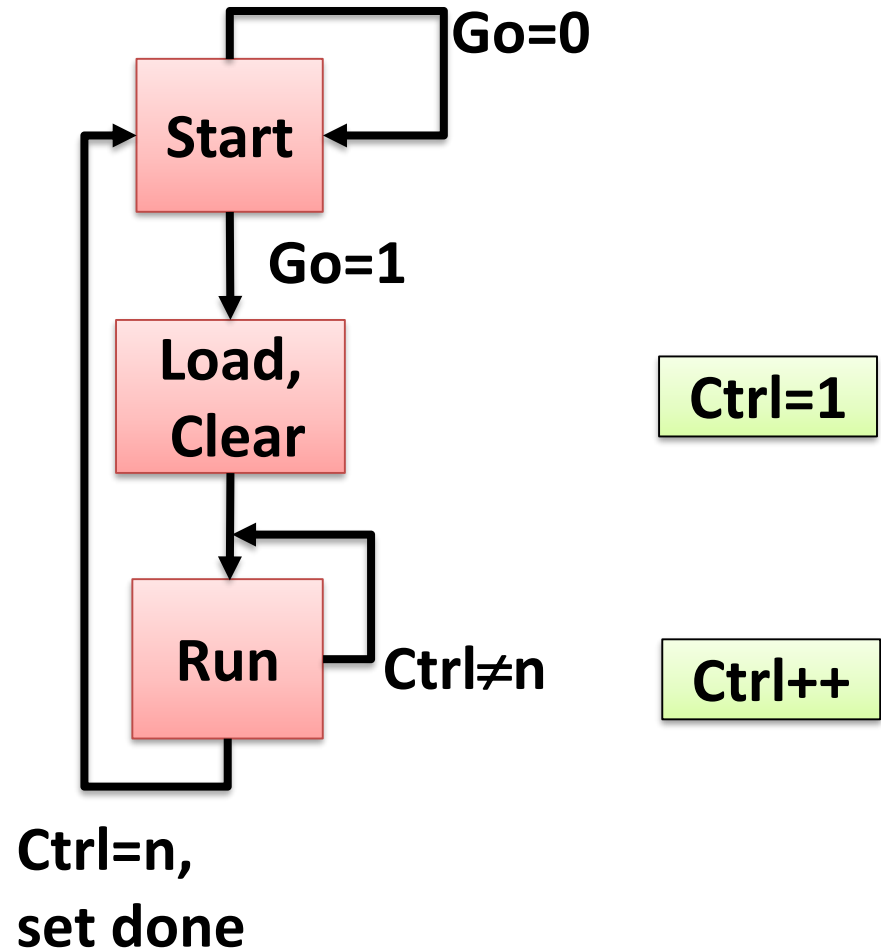 Go=0
Start
Go=1
Load,
Clear
Ctrl=1
Run
Ctrl≠n
Ctrl++
Ctrl=n,
set done